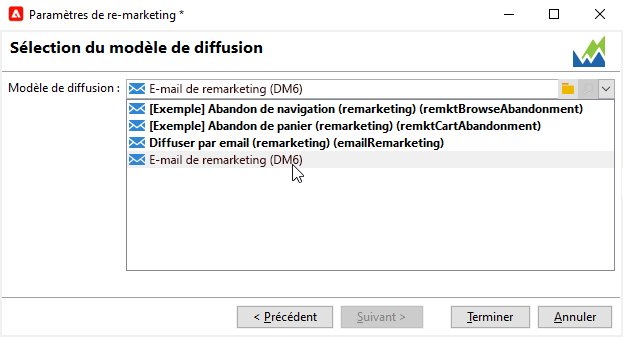 Paramètres de re-marketing *
Sélection du modèle de diffusion
Modèle de diffusion : E-mail de remarketing (DM6)
[Exemple] Abandon de navigation (remarketing) (remktBrowseAbandonment)
[Exemple] Abandon de panier (remarketing) (remktCartAbandonment)
Diffuser par email (remarketing) (emailRemarketing)
E-mail de remarketing (DM6)
< Précédent Suivant > Terminer Annuler